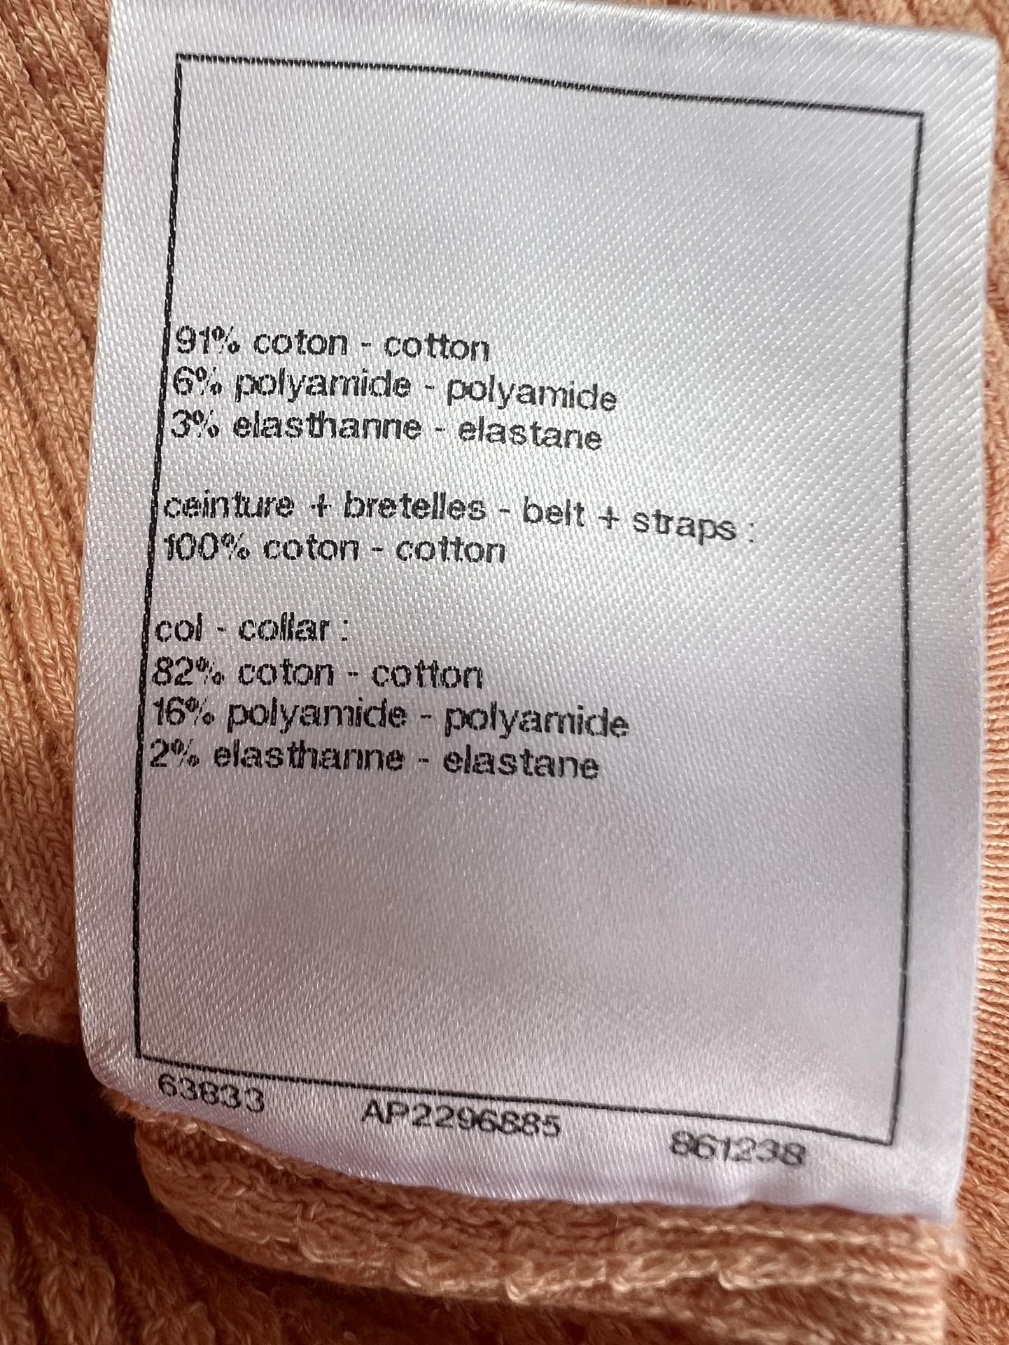 91% coton - cotton
6% polyamide - polyamide
3% elasthanne - elastane
ceinture + bretelles - belt + straps :
100% coton - cotton
col - collar :
82% coton - cotton
16% polyamide - polyamide
2% elasthanne - elastane
63833 AP2296885 861238